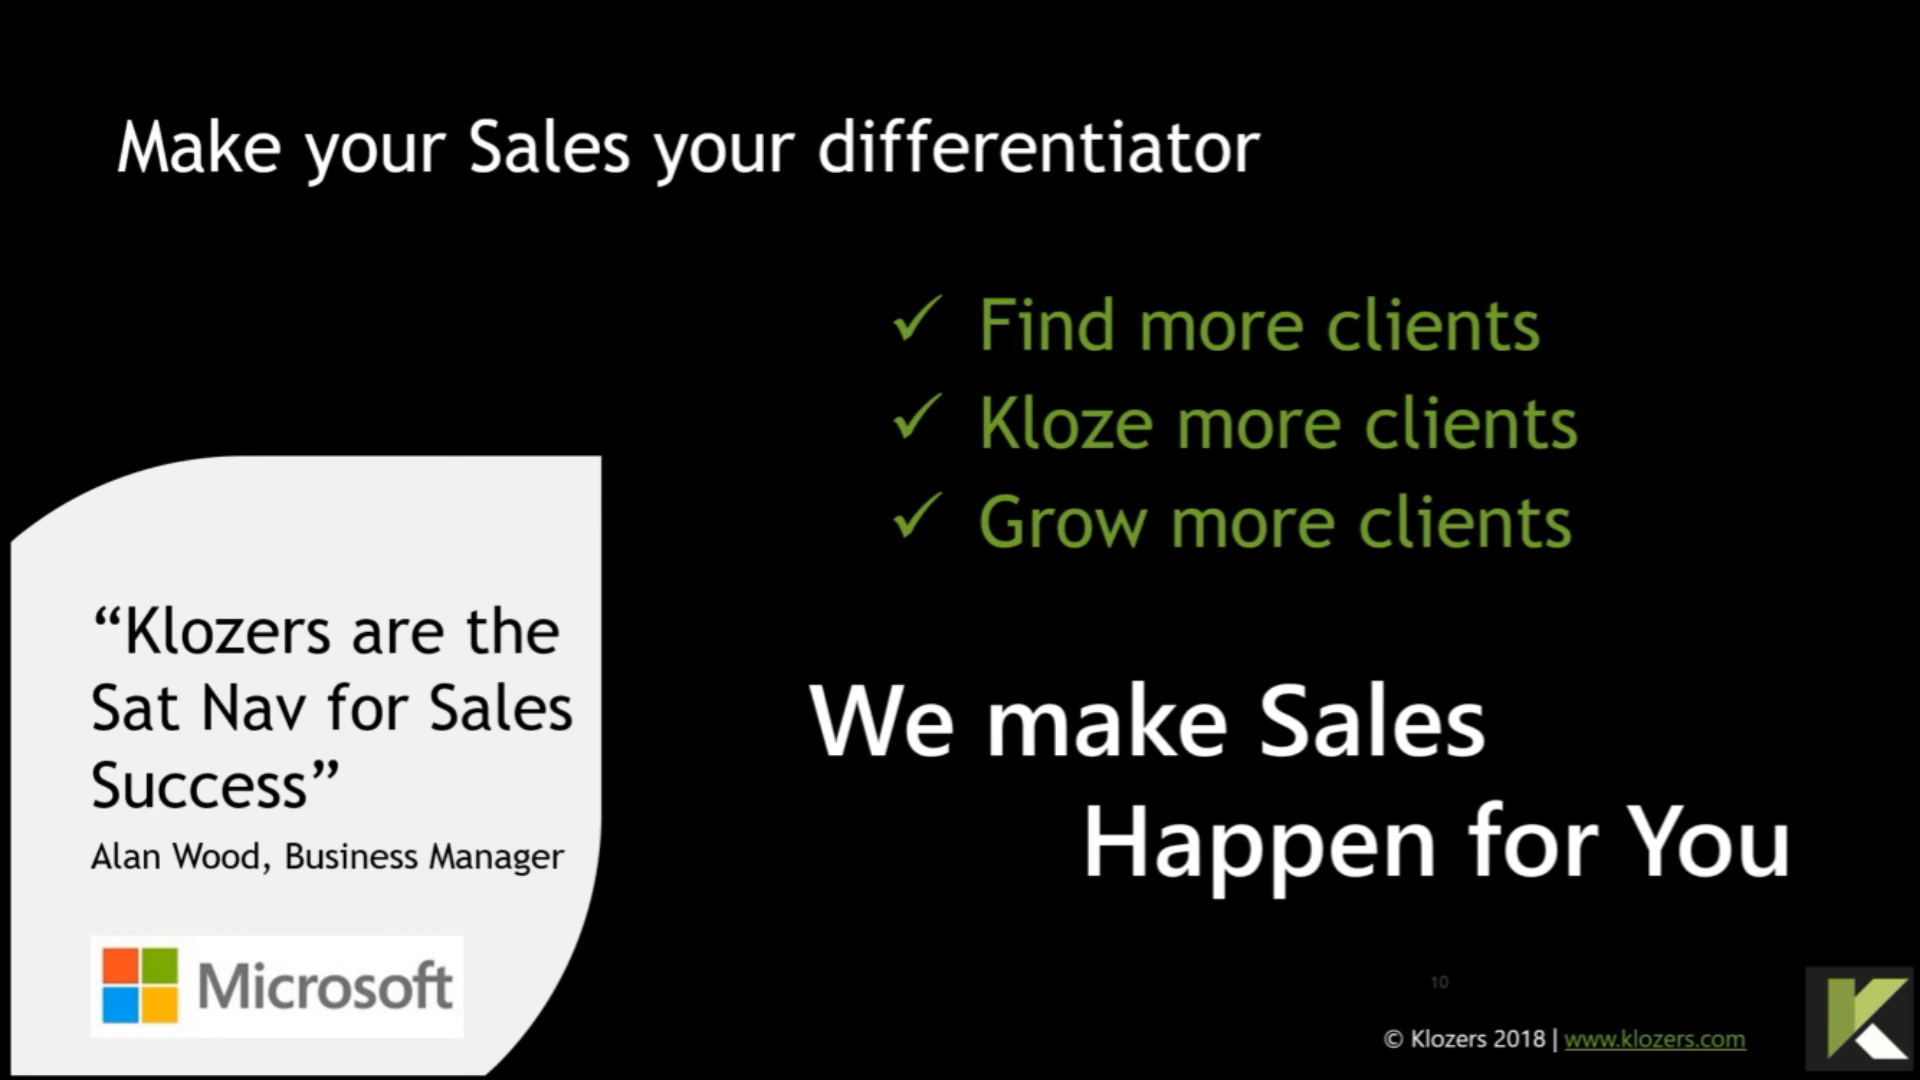 Make your Sales your differentiator
✓ Find more clients
✓ Kloze more clients
✓ Grow more clients
“Klozers are the
Sat Nav for Sales
Success”
Alan Wood, Business Manager
Microsoft
We make Sales
Happen for You
10
© Klozers 2018 | www.klozers.com